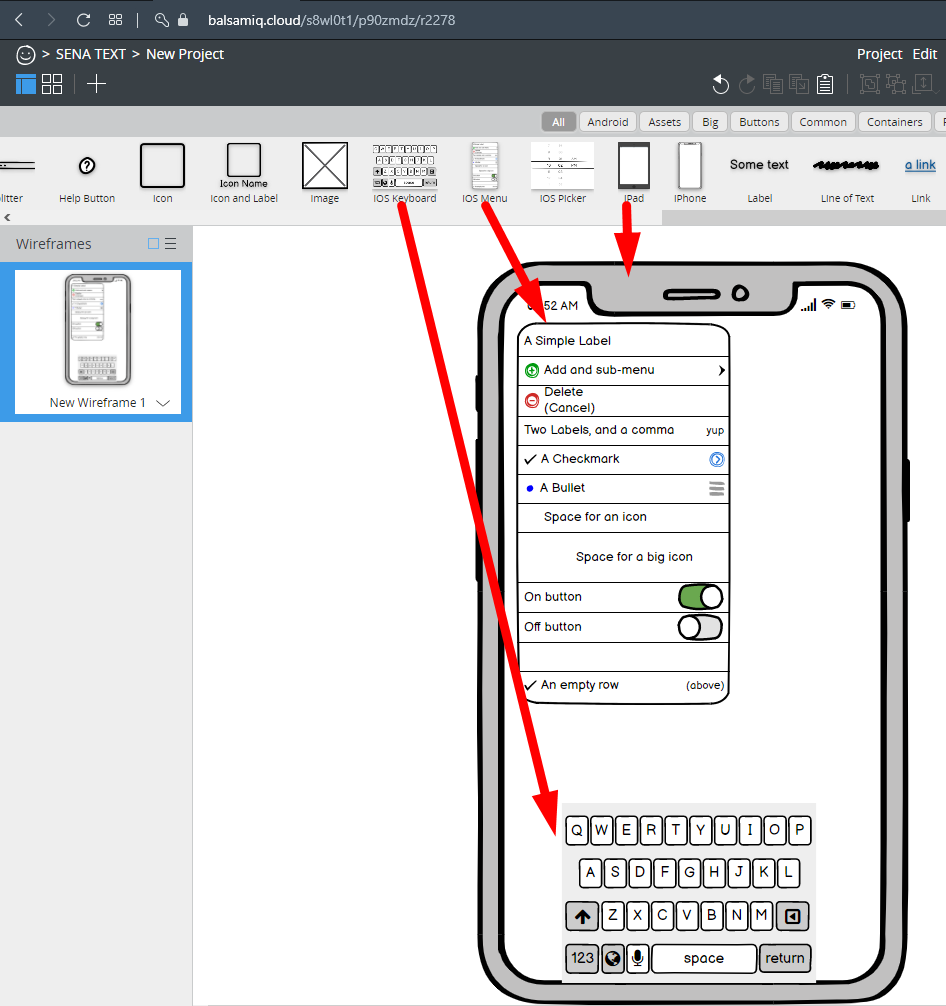 balsamiq.cloud/s8wl0t1/p90zmdz/r2278
> SENA TEXT > New Project
Project Edit
All Android Assets Big Buttons Common Containers
Some text a link
litter Help Button Icon Icon Name Icon and Label Image IOS Keyboard IOS Menu IOS Picker iPad iPhone Label Line of Text Link
Wireframes
New Wireframe 1
52 AM
A Simple Label
Add and sub-menu
Delete
(Cancel)
Two Labels, and a comma yup
A Checkmark
A Bullet
Space for an icon
Space for a big icon
On button
Off button
An empty row (above)
Q W E R T Y U I O P
A S D F G H J K L
Z X C V B N M
123 space return